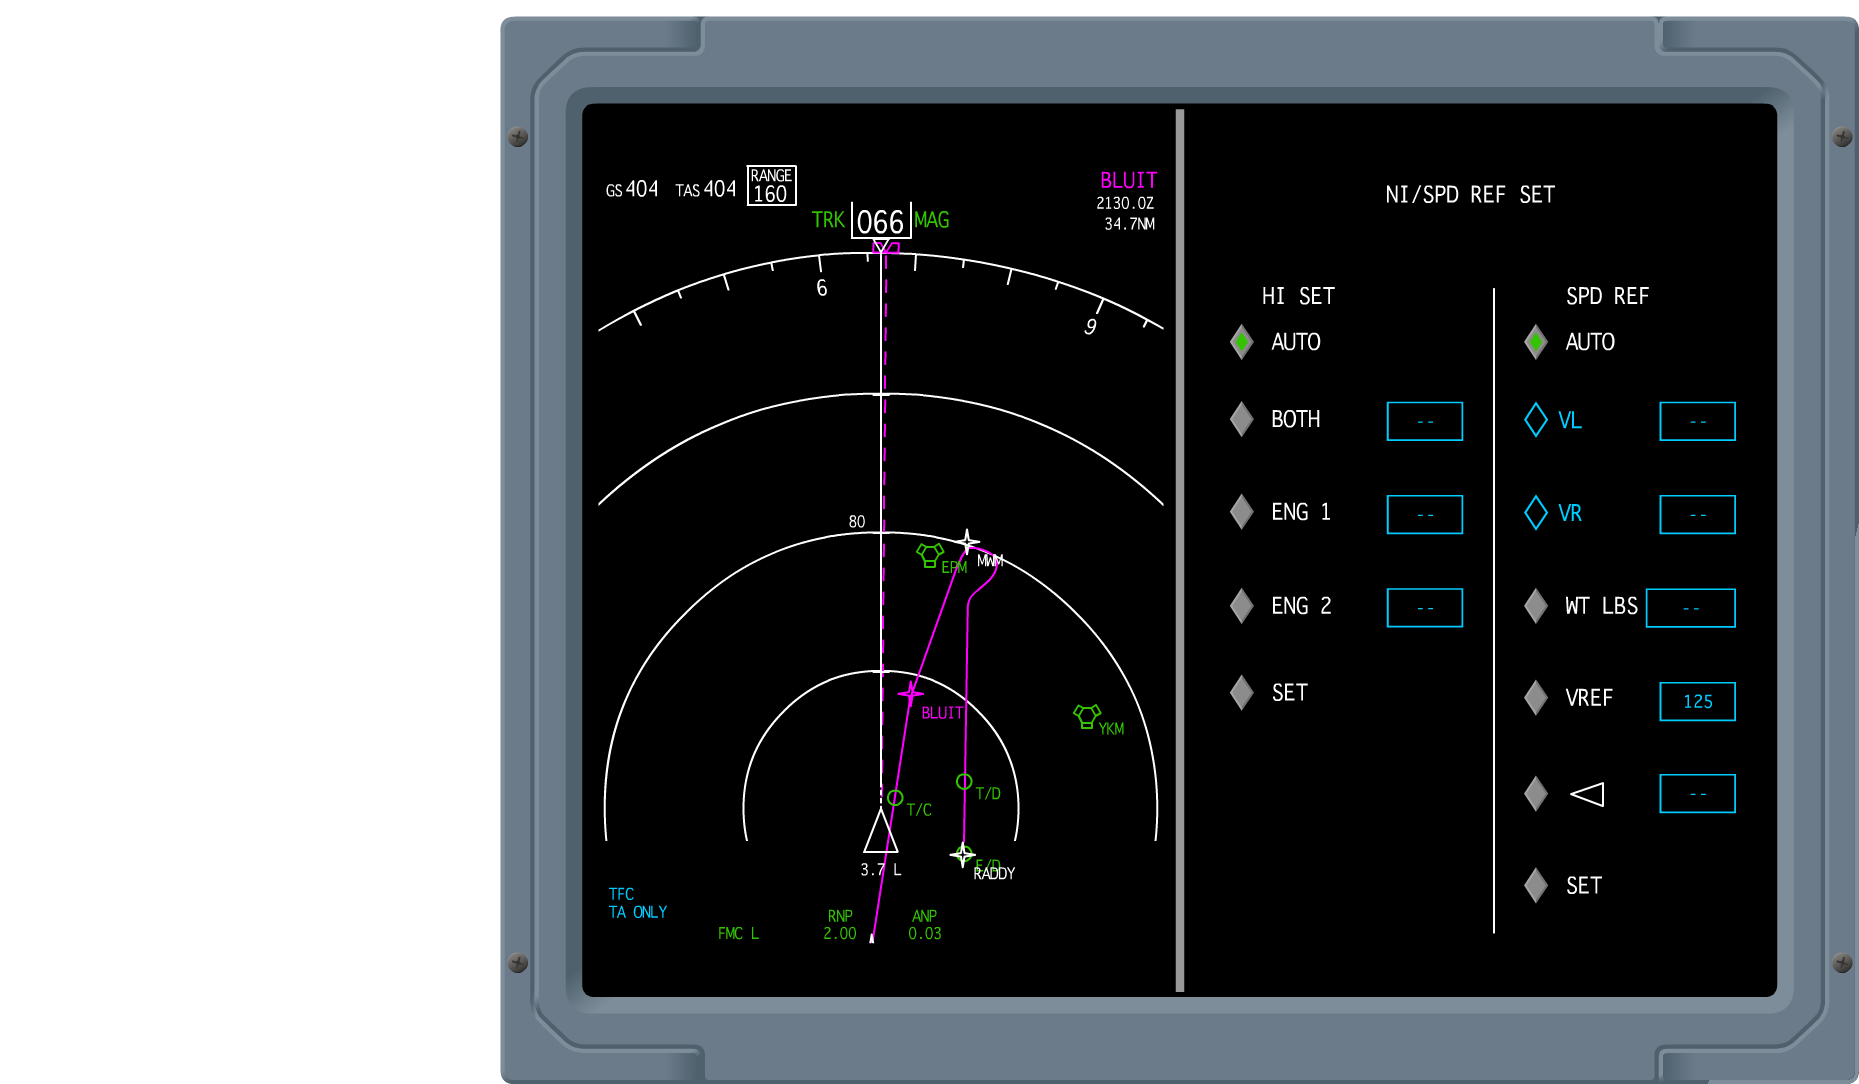 GS 404 TAS 404
RANGE
160
TRK 066 MAG
BLUIT
2130.0Z
34.7NM
6
9
80
EPM
MWM
BLUIT
YKM
T/D
T/C
E/D
RADDY
3.7 L
TFC
TA ONLY
FMC L
RNP
2.00
ANP
0.03
NI/SPD REF SET
HI SET
AUTO
BOTH --
ENG 1 --
ENG 2 --
SET
SPD REF
AUTO
VL --
VR --
WT LBS --
VREF 125
--
SET